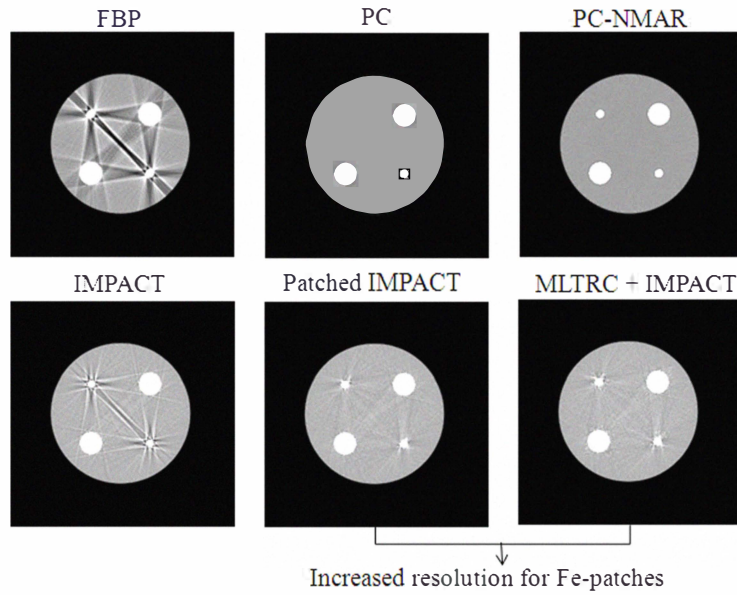 FBP
PC
PC-NMAR
IMPACT
Patched IMPACT
MLTRC + IMPACT
Increased resolution for Fe-patches